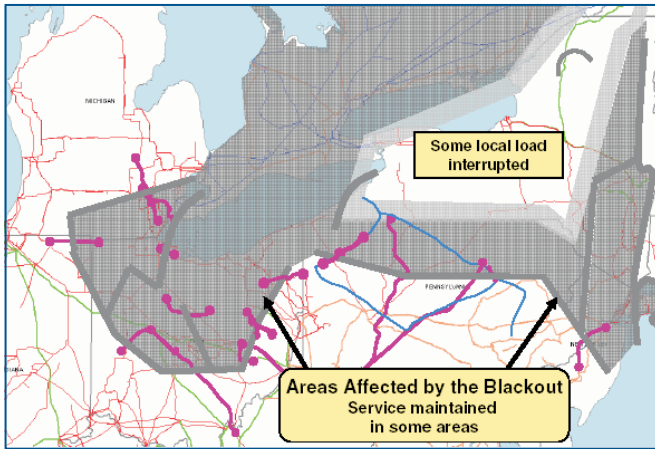 MICHIGAN
Some local load
interrupted
PENNSYLVANIA
Areas Affected by the Blackout
Service maintained
in some areas